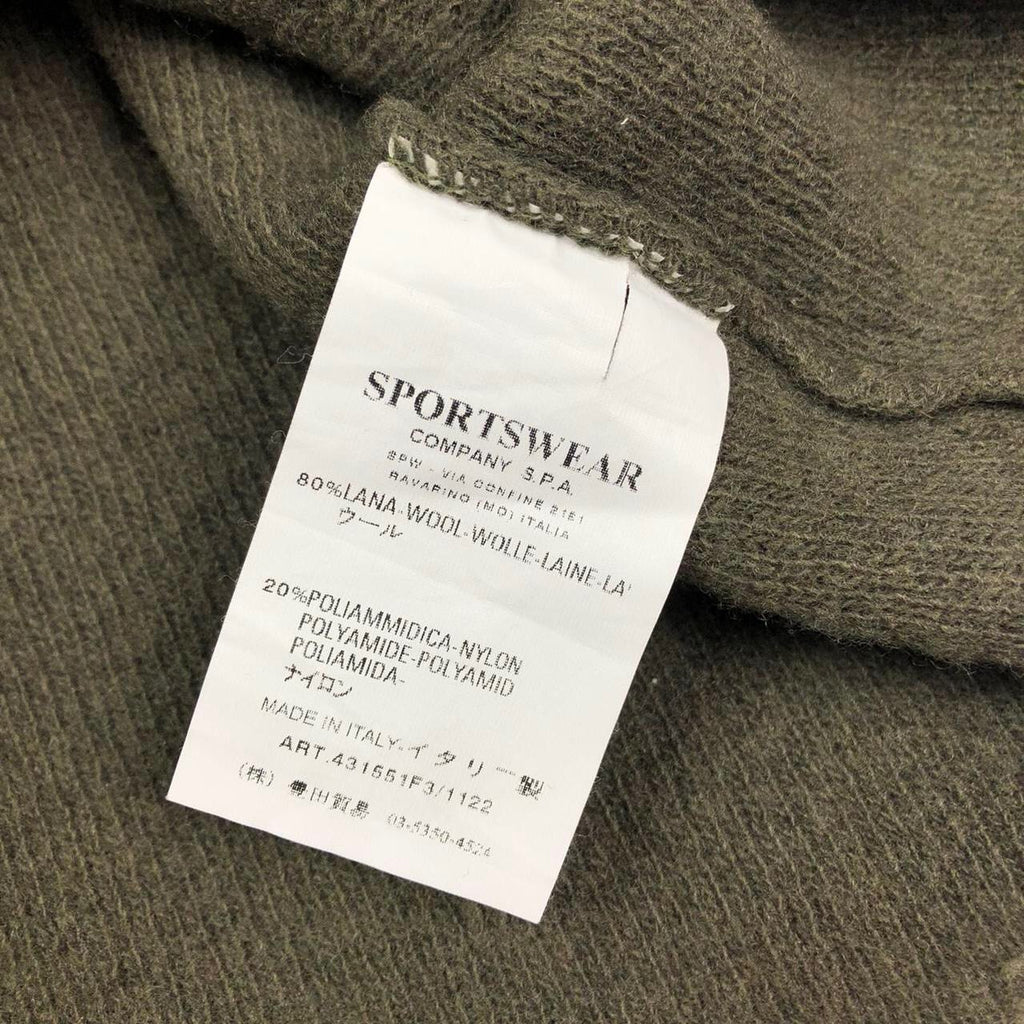 SPORTSWEAR
COMPANY S.P.A.
SPW - VIA CONFINE 2161
RAVARINO (MO) ITALIA
80%LANA-WOOL-WOLLE-LAINE-LA
ウール
20%POLIAMMIDICA-NYLON
POLYAMIDE-POLYAMID
POLIAMIDA-
ナイロン
MADE IN ITALY-イタリー製
ART.431551F3/1122
(株) 豊田貿易 03-5350-4524